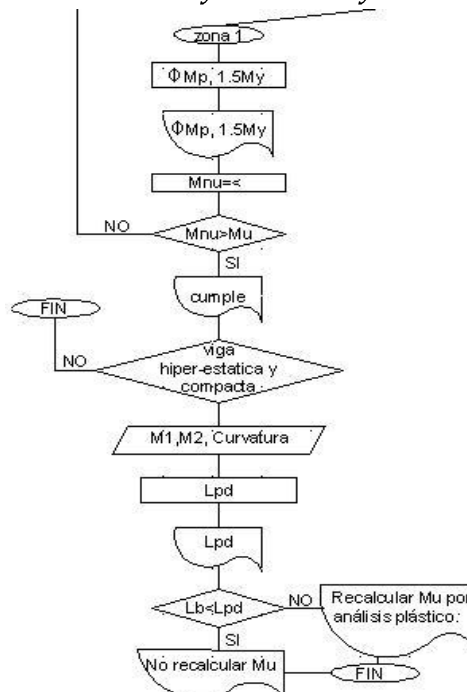 zona 1
ΦMp, 1.5My
ΦMp, 1.5My
Mnu=<
NO
Mnu>Mu
SI
cumple
FIN
NO
viga
hiper-estatica y
compacta
M1,M2, Curvatura
Lpd
Lpd
Lb<Lpd
NO
Recalcular Mu por
análisis plástico:
SI
No recalcular Mu
FIN